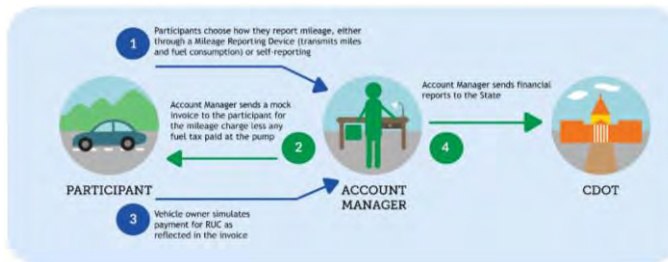 1
Participants choose how they report mileage, either
through a Mileage Reporting Device (transmits miles
and fuel consumption) or self-reporting
Account Manager sends a mock
invoice to the participant for
the mileage charge less any
fuel tax paid at the pump
2
Account Manager sends financial
reports to the State
4
PARTICIPANT
ACCOUNT
MANAGER
CDOT
3
Vehicle owner simulates
payment for RUC as
reflected in the invoice